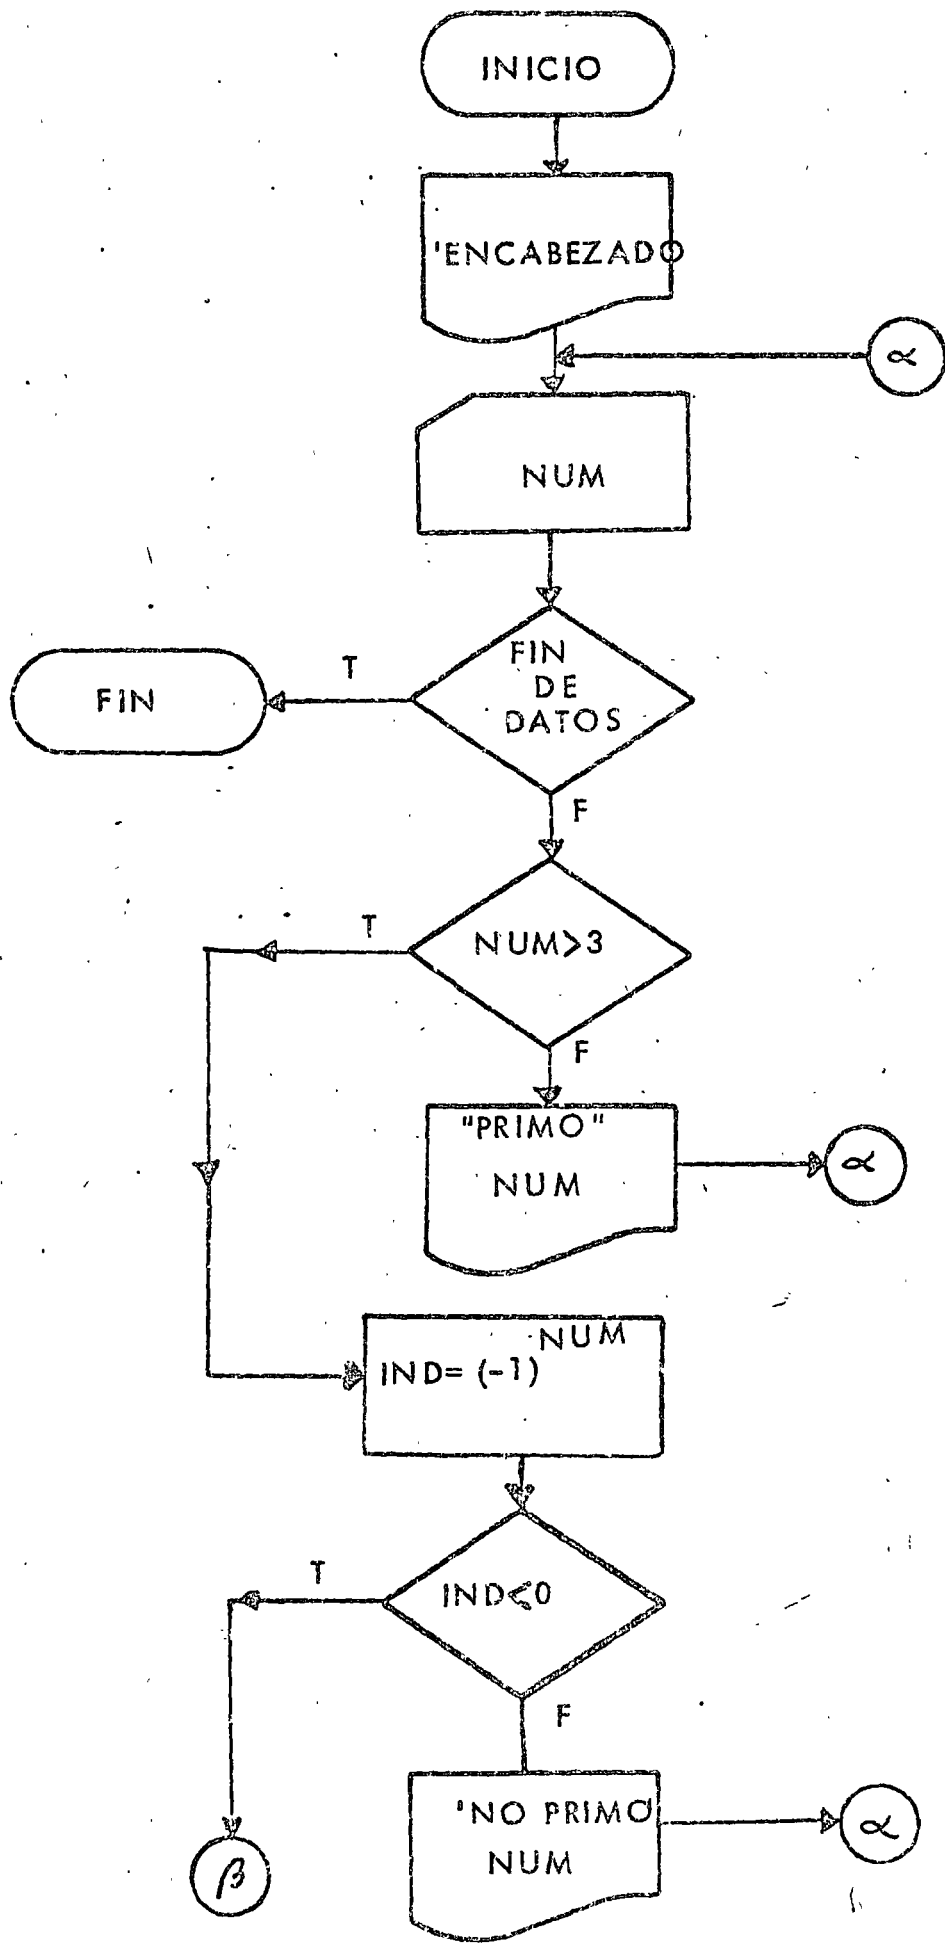 INICIO
'ENCABEZADO
α
NUM
FIN
DE
DATOS
T
FIN
F
NUM>3
T
F
"PRIMO"
NUM
α
IND= (-1)^NUM
IND≤0
T
F
'NO PRIMO'
NUM
α
β